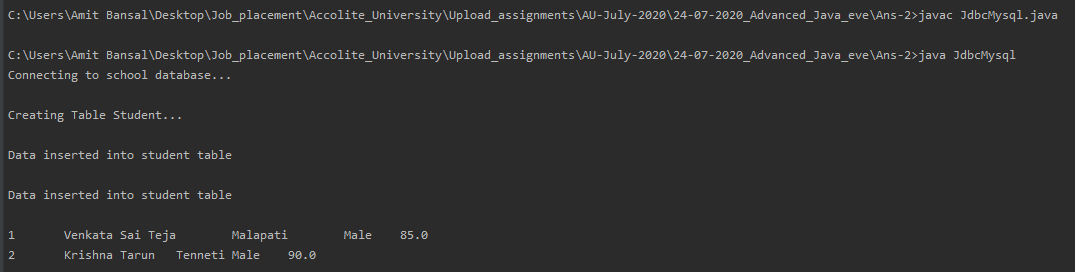 C:\Users\Amit Bansal\Desktop\Job_placement\Accolite_University\Upload_assignments\AU-July-2020\24-07-2020_Advanced_Java_eve\Ans-2>javac JdbcMysql.java
C:\Users\Amit Bansal\Desktop\Job_placement\Accolite_University\Upload_assignments\AU-July-2020\24-07-2020_Advanced_Java_eve\Ans-2>java JdbcMysql
Connecting to school database...
Creating Table Student...
Data inserted into student table
Data inserted into student table
1       Venkata Sai Teja        Malapati        Male    85.0
2       Krishna Tarun   Tenneti Male    90.0